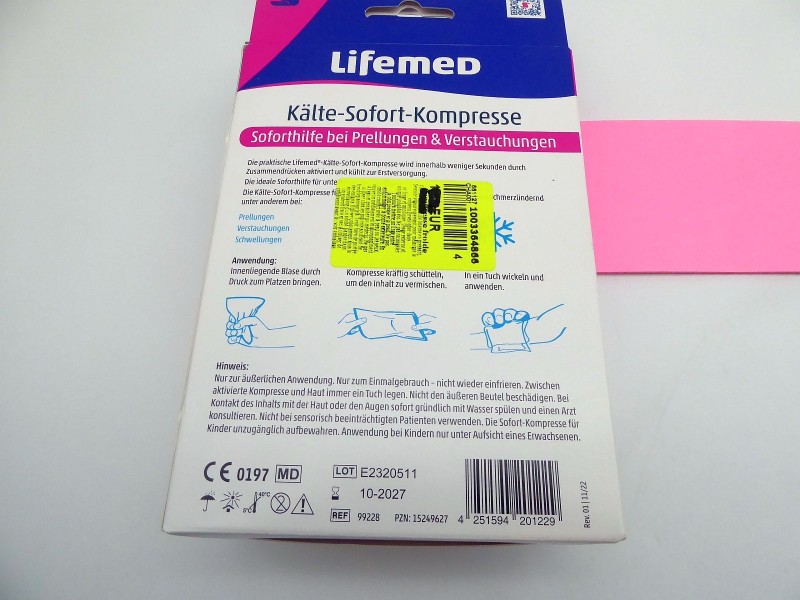 Lifemed
Kälte-Sofort-Kompresse
Soforthilfe bei Prellungen & Verstauchungen
Die praktische Lifemed®-Kälte-Sofort-Kompresse wird innerhalb weniger Sekunden durch
Zusammendrücken aktiviert und kühlt zur Erstversorgung.
Die ideale Soforthilfe für unte
Die Kälte-Sofort-Kompresse
unter anderem bei:
Prellungen
Verstauchungen
Schwellungen
EUR
1003364866
4
Anwendung:
Innenliegende Blase durch
Druck zum Platzen bringen.
Kompresse kräftig schütteln,
um den Inhalt zu vermischen.
In ein Tuch wickeln und
anwenden.
Hinweis:
Nur zur äußerlichen Anwendung. Nur zum Einmalgebrauch – nicht wieder einfrieren. Zwischen
aktivierte Kompresse und Haut immer ein Tuch legen. Nicht den äußeren Beutel beschädigen. Bei
Kontakt des Inhalts mit der Haut oder den Augen sofort gründlich mit Wasser spülen und einen Arzt
konsultieren. Nicht bei sensorisch beeinträchtigten Patienten verwenden. Die Sofort-Kompresse für
Kinder unzugänglich aufbewahren. Anwendung bei Kindern nur unter Aufsicht eines Erwachsenen.
CE 0197 MD
LOT E2320511
10-2027
0°C 40°C
REF 99228 PZN: 15249627
4 251594 201229
Rev. 01 | 11/22